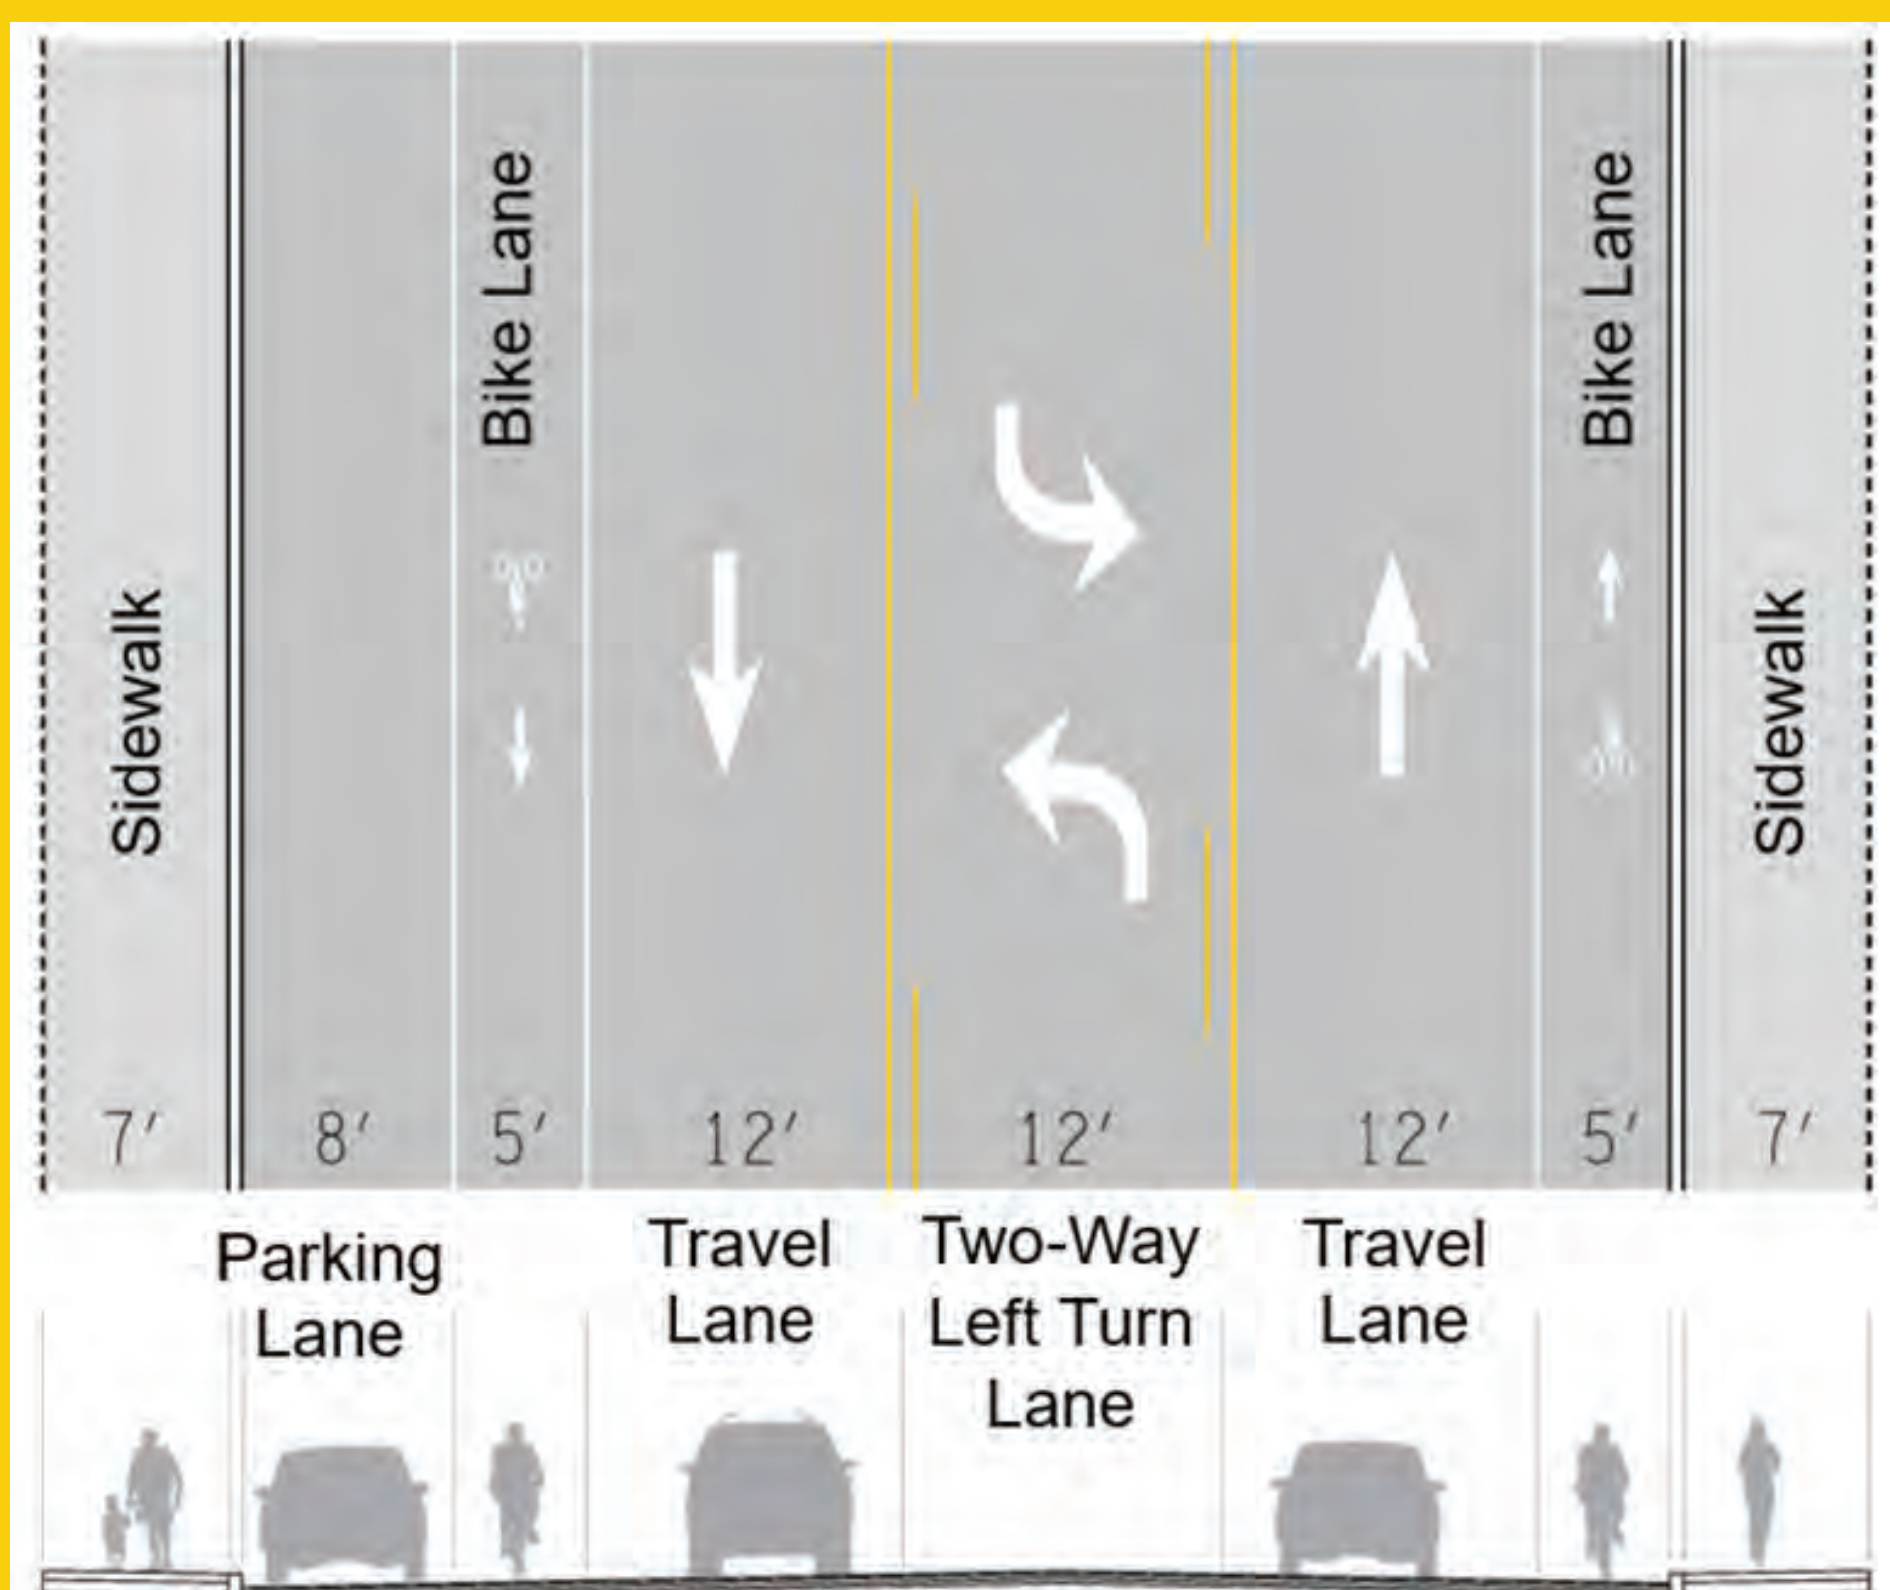 Bike Lane
Bike Lane
Sidewalk
Sidewalk
7' 8' 5' 12' 12' 12' 5' 7'
Parking
Lane
Travel
Lane
Two-Way
Left Turn
Lane
Travel
Lane